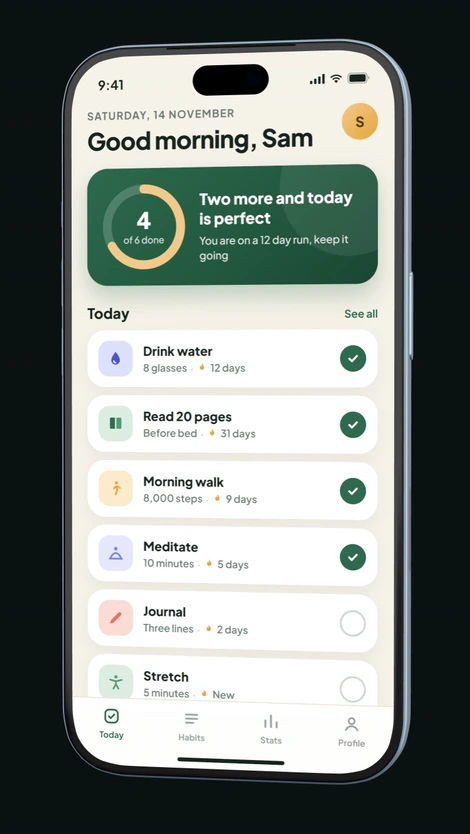 9:41
SATURDAY, 14 NOVEMBER
Good morning, Sam
S
4
of 6 done
Two more and today
is perfect
You are on a 12 day run, keep it
going
Today
See all
Drink water
8 glasses · 12 days
Read 20 pages
Before bed · 31 days
Morning walk
8,000 steps · 9 days
Meditate
10 minutes · 5 days
Journal
Three lines · 2 days
Stretch
5 minutes · New
Today
Habits
Stats
Profile